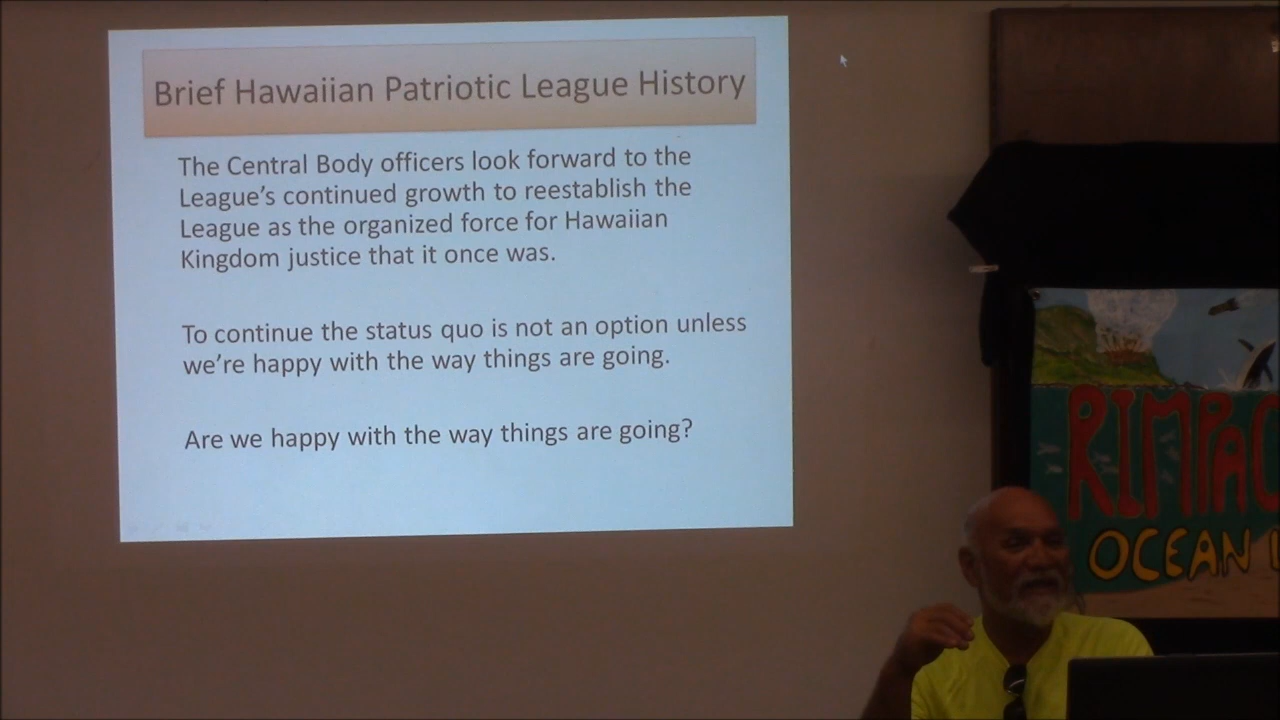 Brief Hawaiian Patriotic League History
The Central Body officers look forward to the
League's continued growth to reestablish the
League as the organized force for Hawaiian
Kingdom justice that it once was.
To continue the status quo is not an option unless
we're happy with the way things are going.
Are we happy with the way things are going?
RIMPAC
OCEAN